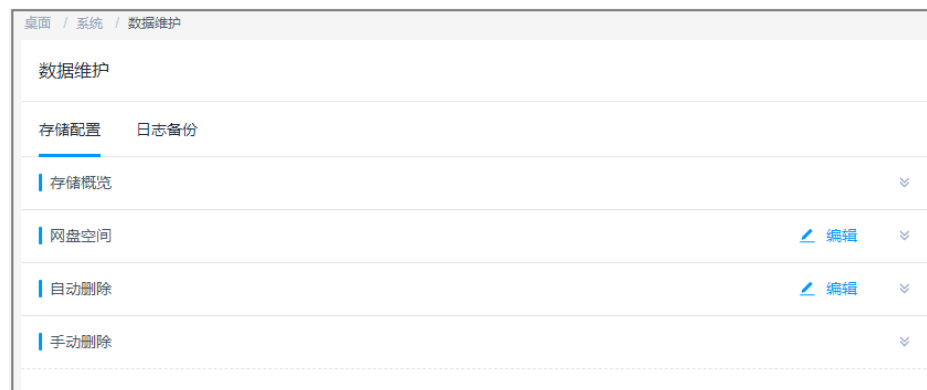 桌面 / 系统 / 数据维护
数据维护
存储配置 日志备份
存储概览
网盘空间 编辑
自动删除 编辑
手动删除